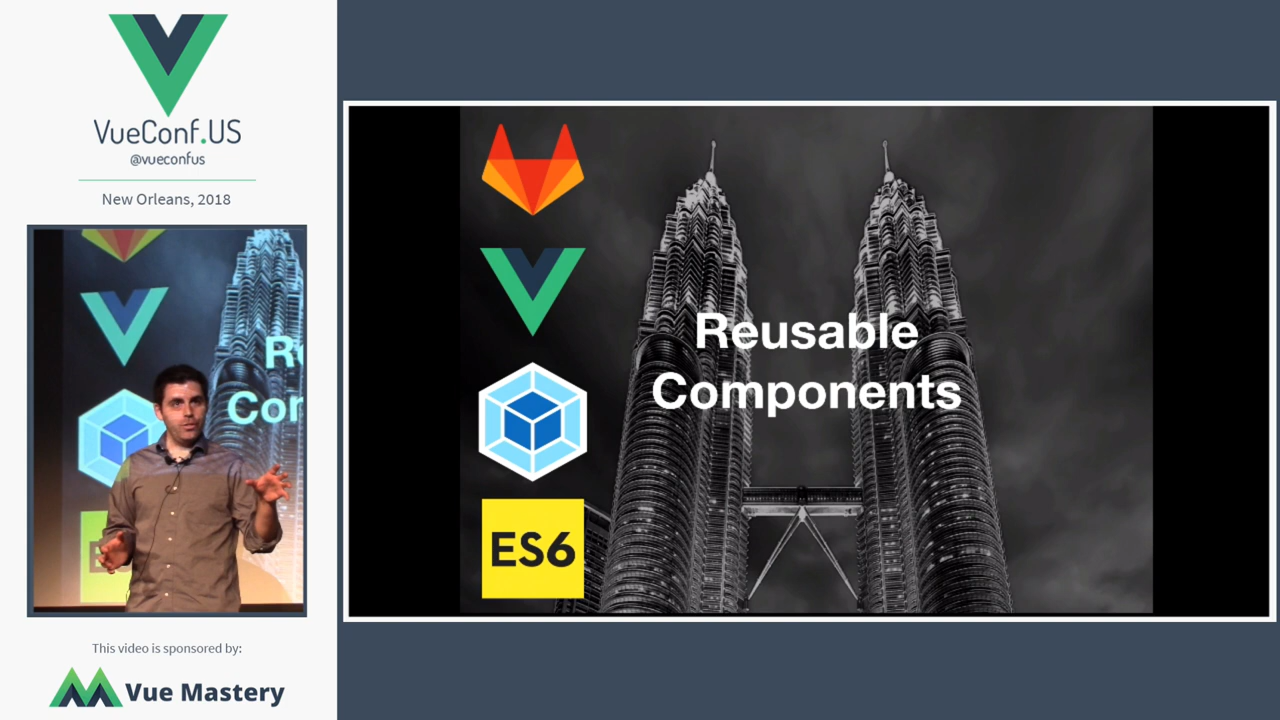 VueConf.US
@vueconfus
New Orleans, 2018
This video is sponsored by:
Vue Mastery
Reusable
Components
ES6